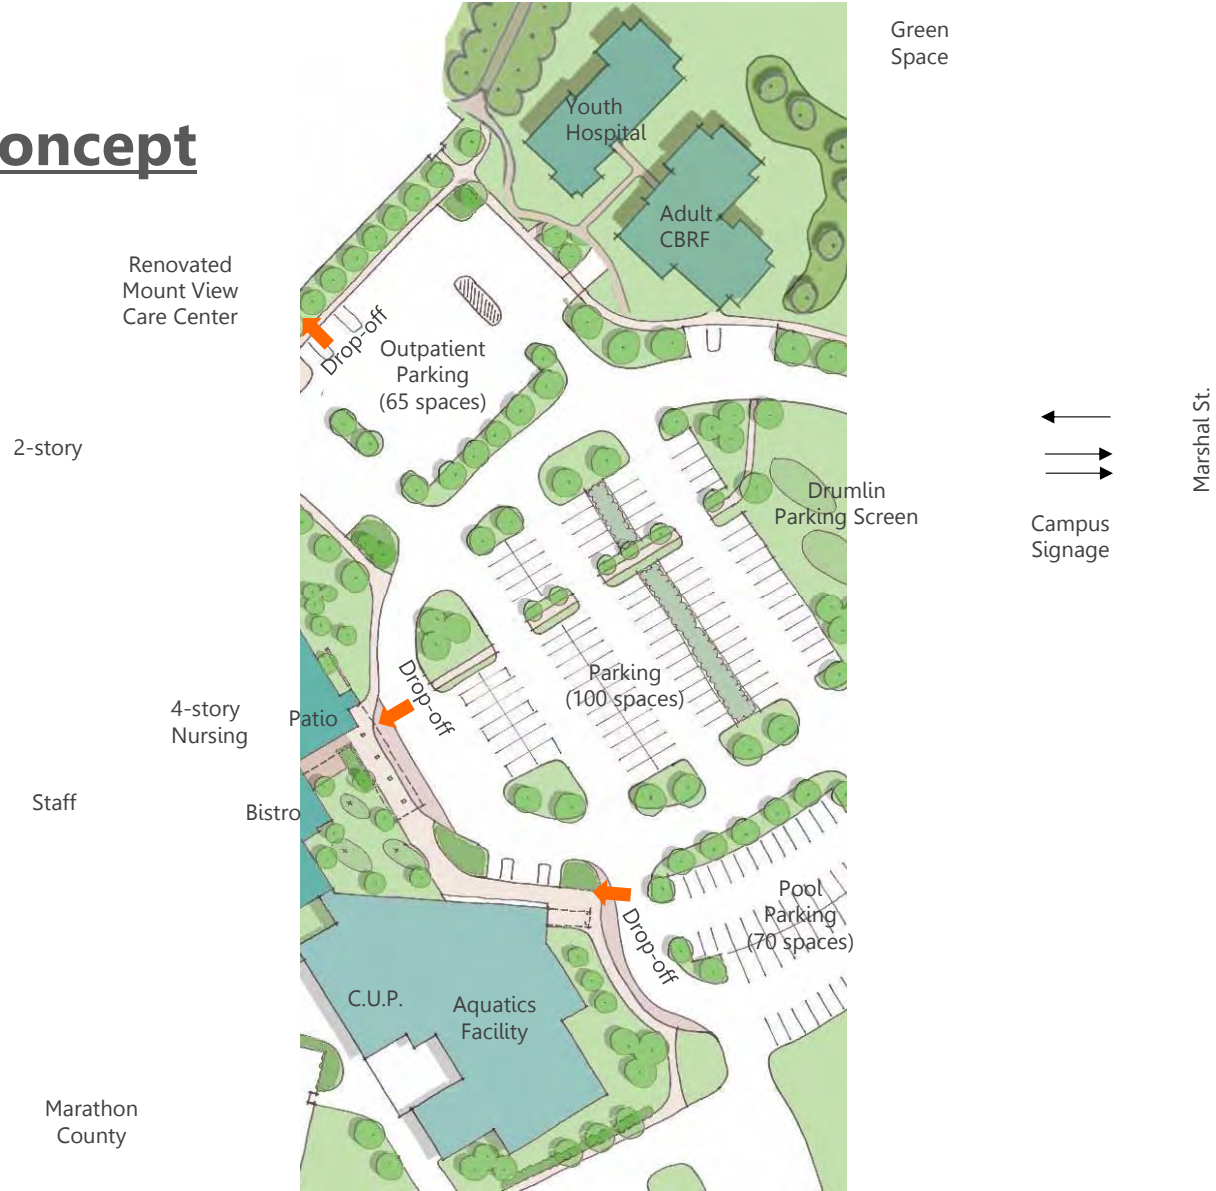 Green
Space
Youth
Hospital
oncept
Adult
CBRF
Renovated
Mount View
Care Center
Drop-off
Outpatient
Parking
(65 spaces)
Marshal St.
2-story
Drumlin
Parking Screen
Campus
Signage
Parking
(100 spaces)
Drop-off
4-story
Nursing
Patio
Staff
Bistro
Pool
Parking
(70 spaces)
Drop-off
C.U.P.
Aquatics
Facility
Marathon
County